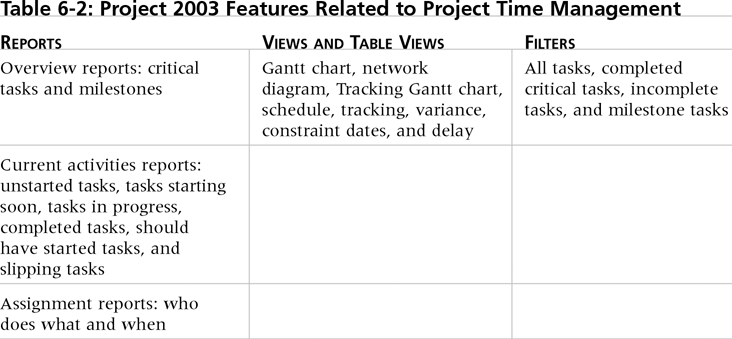 Table 6-2: Project 2003 Features Related to Project Time Management
REPORTS
VIEWS AND TABLE VIEWS
FILTERS
Overview reports: critical
tasks and milestones
Gantt chart, network
diagram, Tracking Gantt chart,
schedule, tracking, variance,
constraint dates, and delay
All tasks, completed
critical tasks, incomplete
tasks, and milestone tasks
Current activities reports:
unstarted tasks, tasks starting
soon, tasks in progress,
completed tasks, should
have started tasks, and
slipping tasks
Assignment reports: who
does what and when